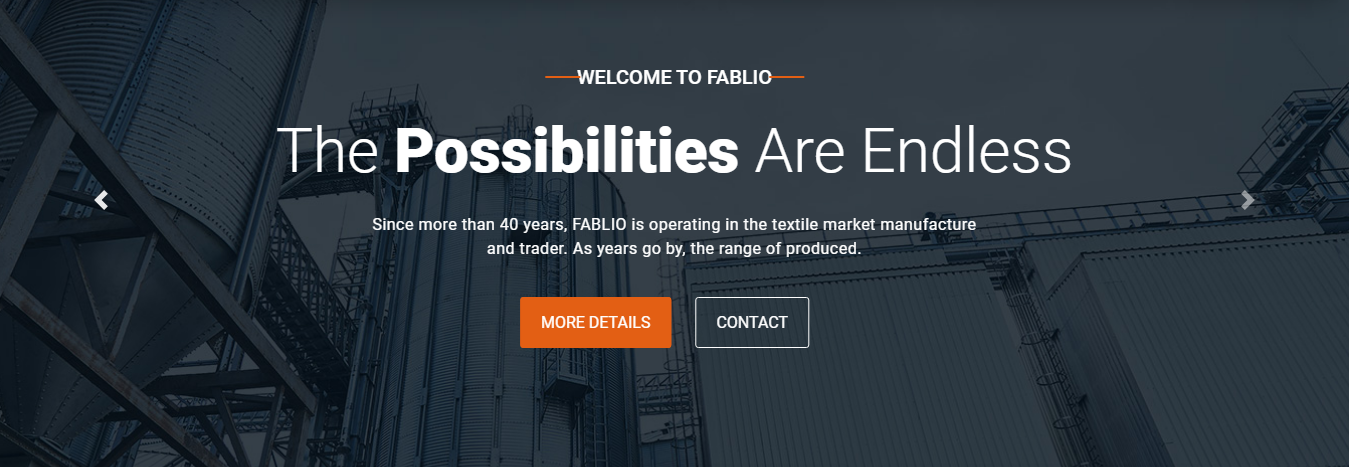 WELCOME TO FABLIO
The Possibilities Are Endless
Since more than 40 years, FABLIO is operating in the textile market manufacture
and trader. As years go by, the range of produced.
MORE DETAILS CONTACT